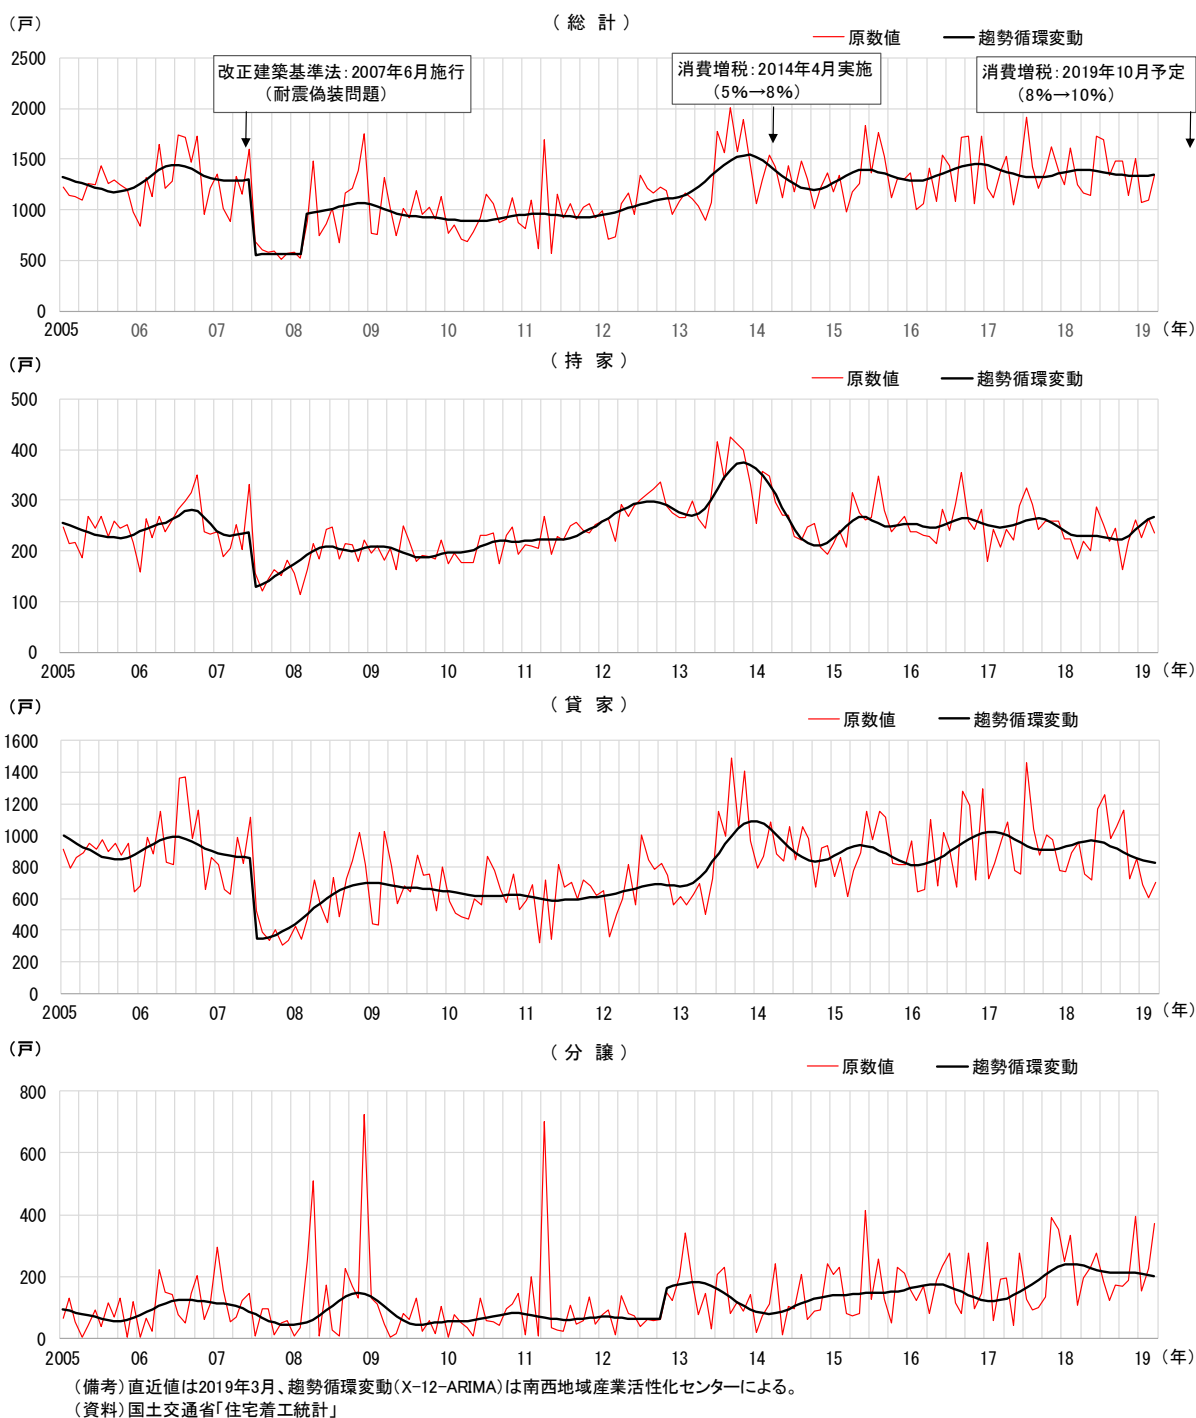 (戸)
(総計)
原数値 趨勢循環変動
改正建築基準法：2007年6月施行
(耐震偽装問題)
消費増税：2014年4月実施
(5%→8%)
消費増税：2019年10月予定
(8%→10%)
2500
2000
1500
1000
500
0
2005 06 07 08 09 10 11 12 13 14 15 16 17 18 19 (年)
(戸)
(持家)
原数値 趨勢循環変動
500
400
300
200
100
0
2005 06 07 08 09 10 11 12 13 14 15 16 17 18 19 (年)
(戸)
(貸家)
原数値 趨勢循環変動
1600
1400
1200
1000
800
600
400
200
0
2005 06 07 08 09 10 11 12 13 14 15 16 17 18 19 (年)
(戸)
(分譲)
原数値 趨勢循環変動
800
600
400
200
0
2005 06 07 08 09 10 11 12 13 14 15 16 17 18 19 (年)
(備考)直近値は2019年3月、趨勢循環変動(X-12-ARIMA)は南西地域産業活性化センターによる。
(資料)国土交通省「住宅着工統計」